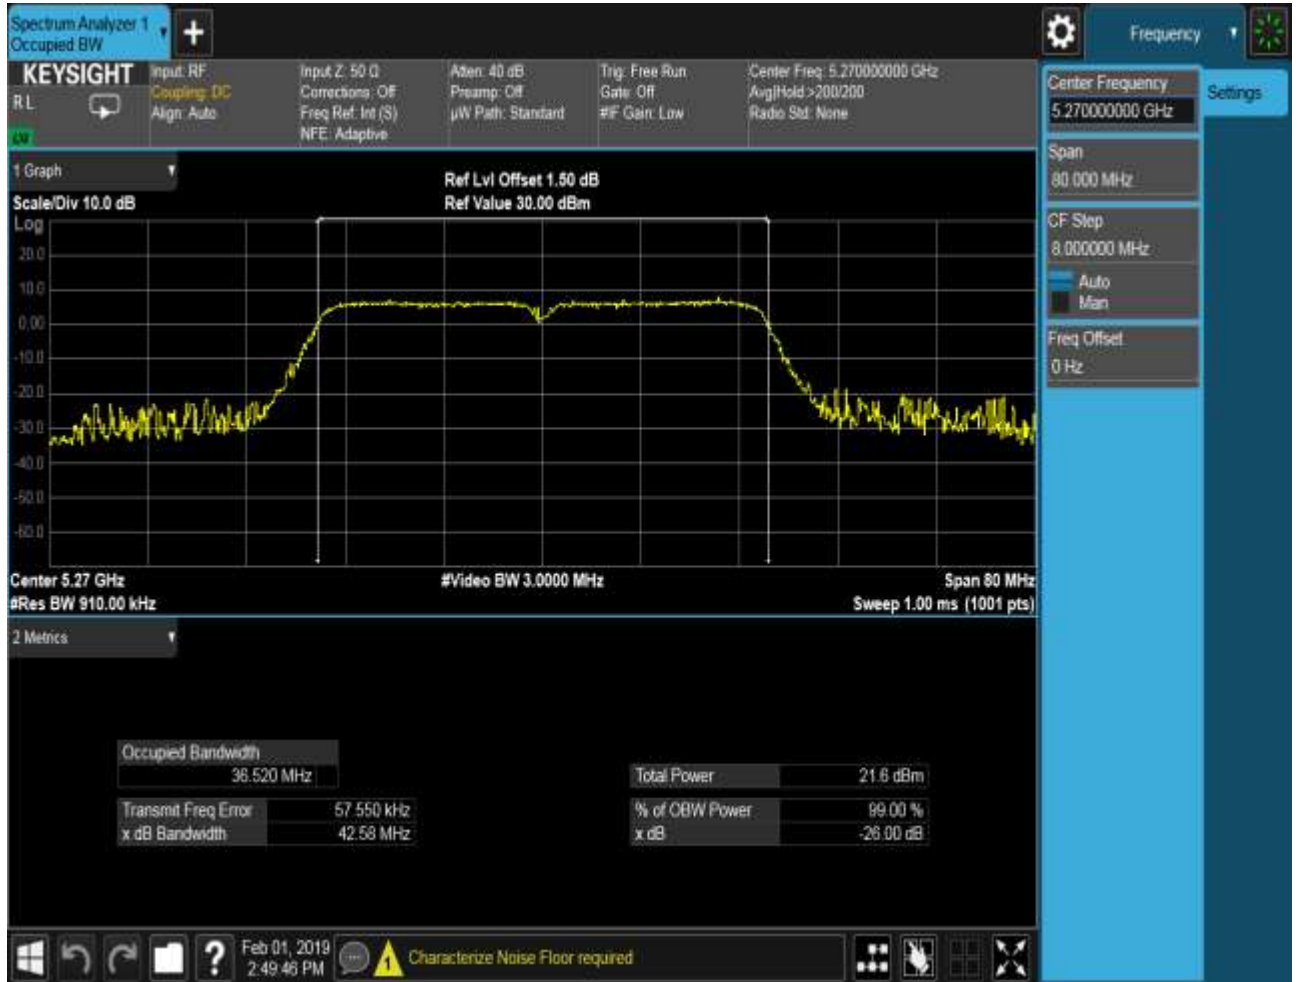 Spectrum Analyzer 1
Occupied BW
Frequency
KEYSIGHT
R L
Input: RF
Coupling: DC
Align: Auto
Input Z: 50 Ω
Corrections: Off
Freq Ref: Int (S)
NFE: Adaptive
Atten: 40 dB
Preamp: Off
µW Path: Standard
Trig: Free Run
Gate: Off
#IF Gain: Low
Center Freq: 5.270000000 GHz
Avg|Hold:>200/200
Radio Std: None
Center Frequency
5.270000000 GHz
Settings
Span
80.000 MHz
CF Step
8.000000 MHz
Auto
Man
Freq Offset
0 Hz
1 Graph
Scale/Div 10.0 dB
Ref Lvl Offset 1.50 dB
Ref Value 30.00 dBm
Log
20.0
10.0
0.00
-10.0
-20.0
-30.0
-40.0
-50.0
-60.0
Center 5.27 GHz
#Video BW 3.0000 MHz
Span 80 MHz
#Res BW 910.00 kHz
Sweep 1.00 ms (1001 pts)
2 Metrics
Occupied Bandwidth
36.520 MHz
Total Power 21.6 dBm
Transmit Freq Error 57.550 kHz
% of OBW Power 99.00 %
x dB Bandwidth 42.58 MHz
x dB -26.00 dB
?
Feb 01, 2019
2:49:46 PM
1
Characterize Noise Floor required